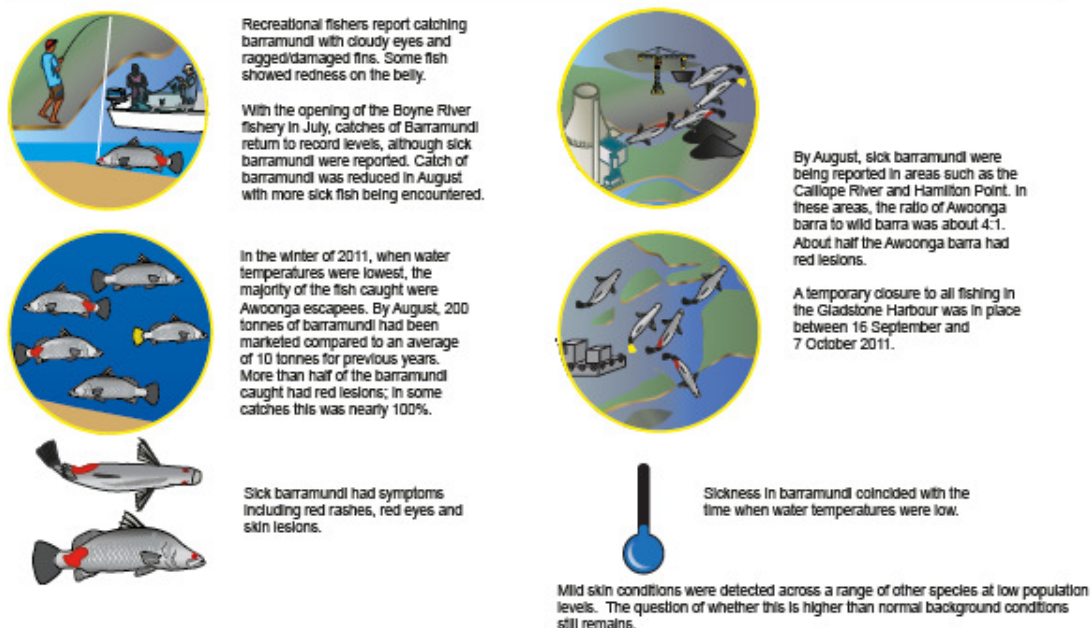 Recreational fishers report catching
barramundi with cloudy eyes and
ragged/damaged fins. Some fish
showed redness on the belly.
With the opening of the Boyne River
fishery in July, catches of Barramundi
return to record levels, although sick
barramundi were reported. Catch of
barramundi was reduced in August
with more sick fish being encountered.
In the winter of 2011, when water
temperatures were lowest, the
majority of the fish caught were
Awoonga escapees. By August, 200
tonnes of barramundi had been
marketed compared to an average
of 10 tonnes for previous years.
More than half of the barramundi
caught had red lesions; in some
catches this was nearly 100%.
Sick barramundi had symptoms
including red rashes, red eyes and
skin lesions.
By August, sick barramundi were
being reported in areas such as the
Calliope River and Hamilton Point. In
these areas, the ratio of Awoonga
barra to wild barra was about 4:1.
About half the Awoonga barra had
red lesions.
A temporary closure to all fishing in
the Gladstone Harbour was in place
between 16 September and
7 October 2011.
Sickness in barramundi coincided with the
time when water temperatures were low.
Mild skin conditions were detected across a range of other species at low population
levels. The question of whether this is higher than normal background conditions
still remains.